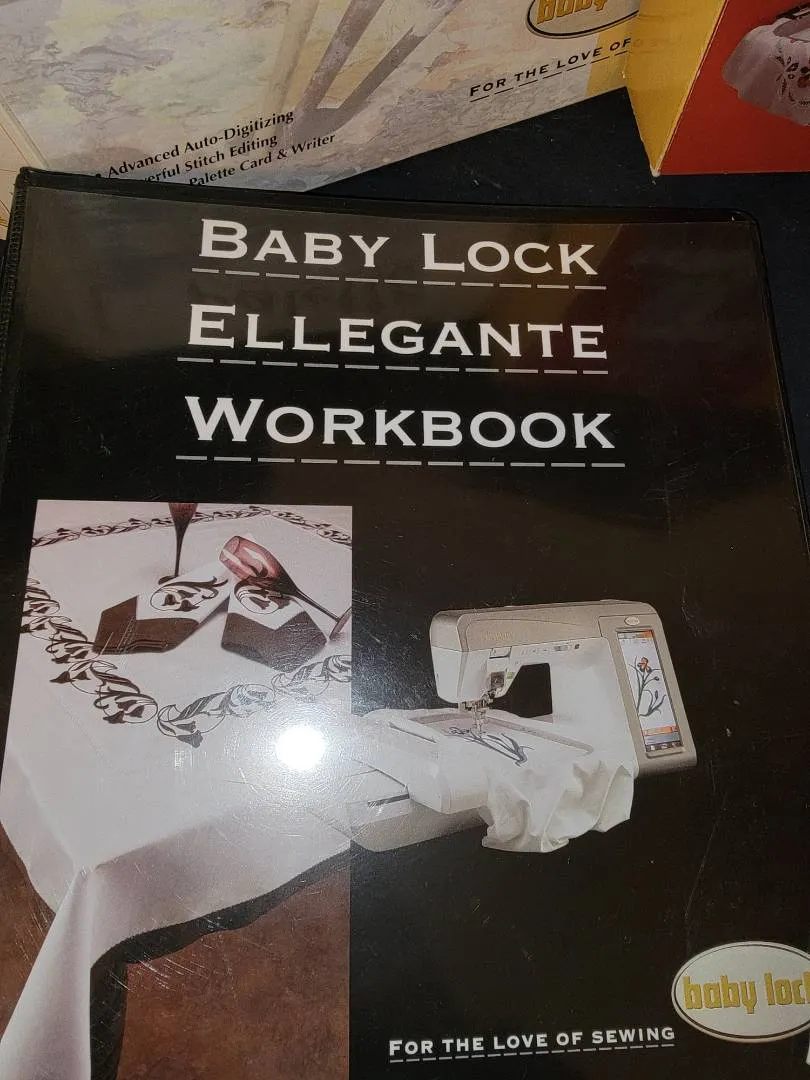 baby
FOR THE LOVE OF
Advanced Auto-Digitizing
Stitch Editing
Palette Card & Writer
BABY LOCK
ELLEGANTE
WORKBOOK
baby lock
FOR THE LOVE OF SEWING